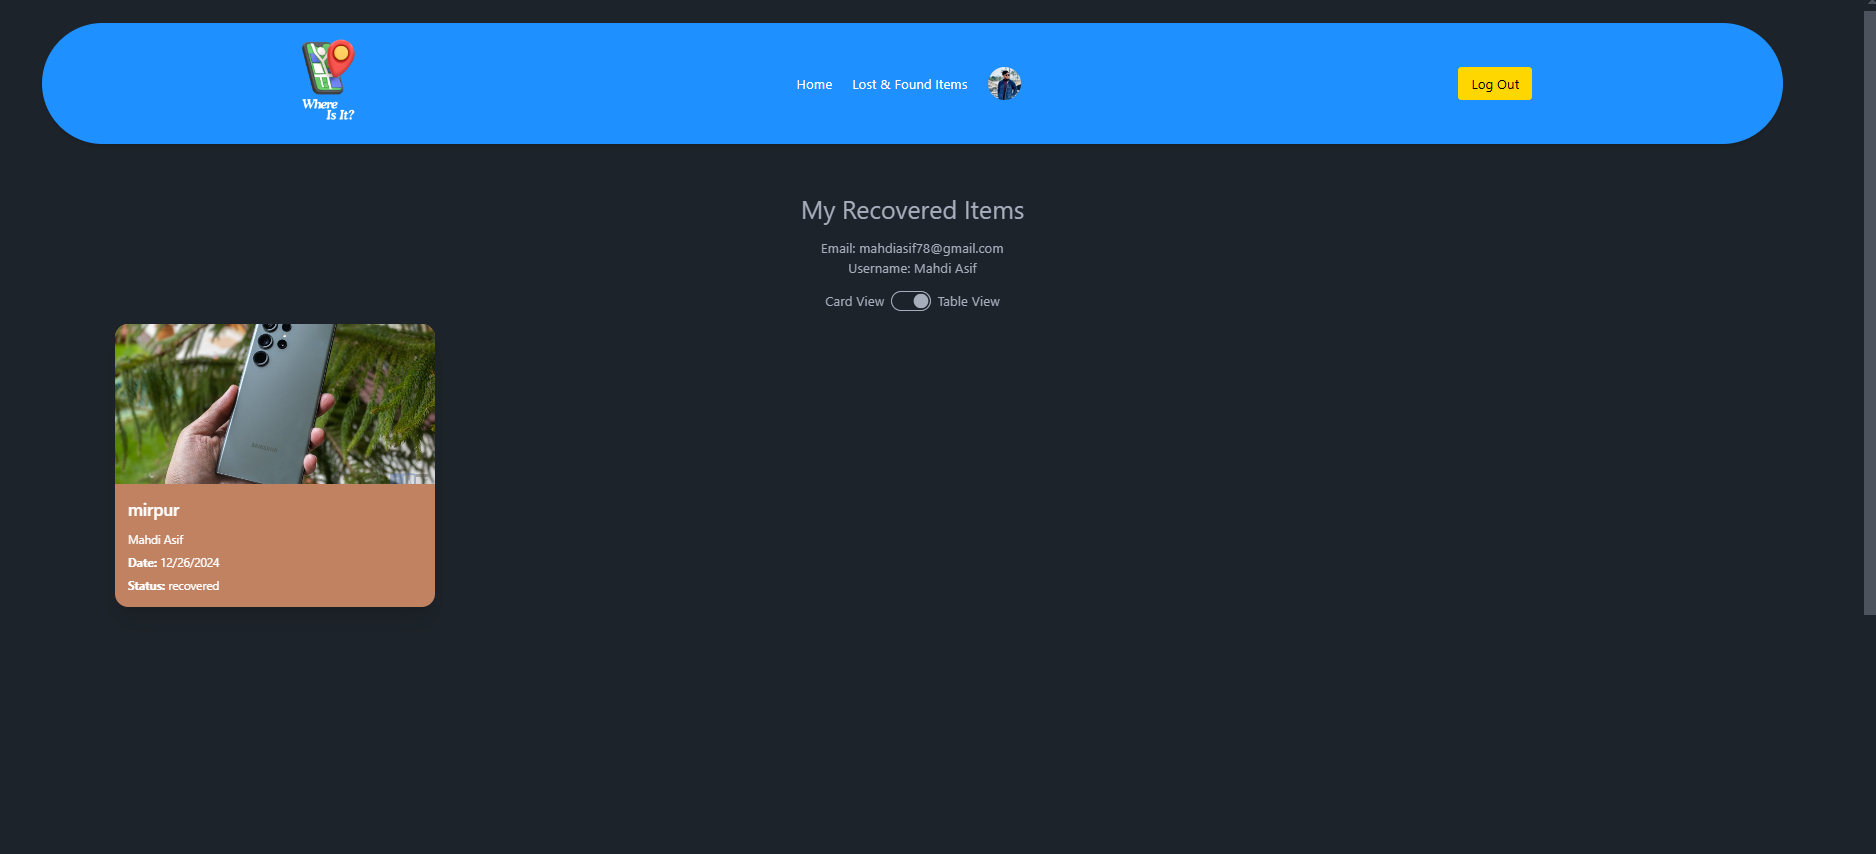 Where
Is It?
Home Lost & Found Items
Log Out
My Recovered Items
Email: mahdiasif78@gmail.com
Username: Mahdi Asif
Card View Table View
SAMSUNG
mirpur
Mahdi Asif
Date: 12/26/2024
Status: recovered